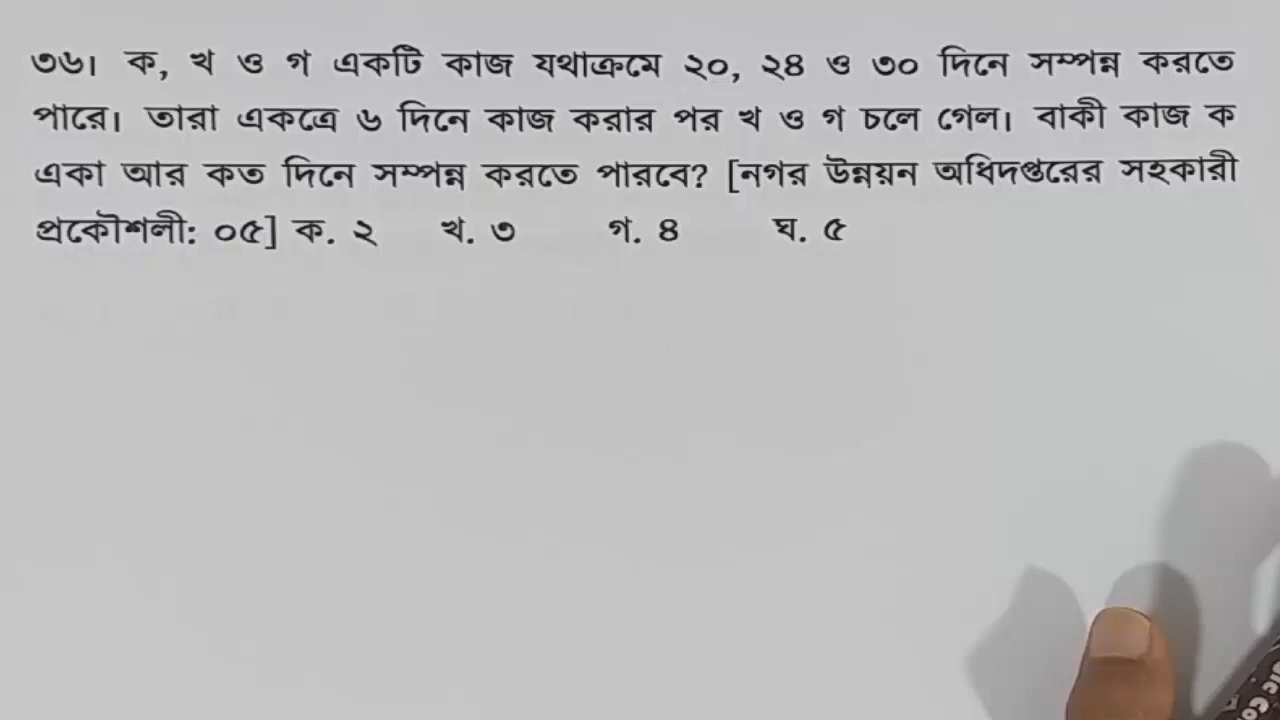 ৩৬। ক, খ ও গ একটি কাজ যথাক্রমে ২০, ২৪ ও ৩০ দিনে সম্পন্ন করতে
পারে। তারা একত্রে ৬ দিনে কাজ করার পর খ ও গ চলে গেল। বাকী কাজ ক
একা আর কত দিনে সম্পন্ন করতে পারবে? [নগর উন্নয়ন অধিদপ্তরের সহকারী
প্রকৌশলী: ০৫] ক. ২ খ. ৩ গ. ৪ ঘ. ৫